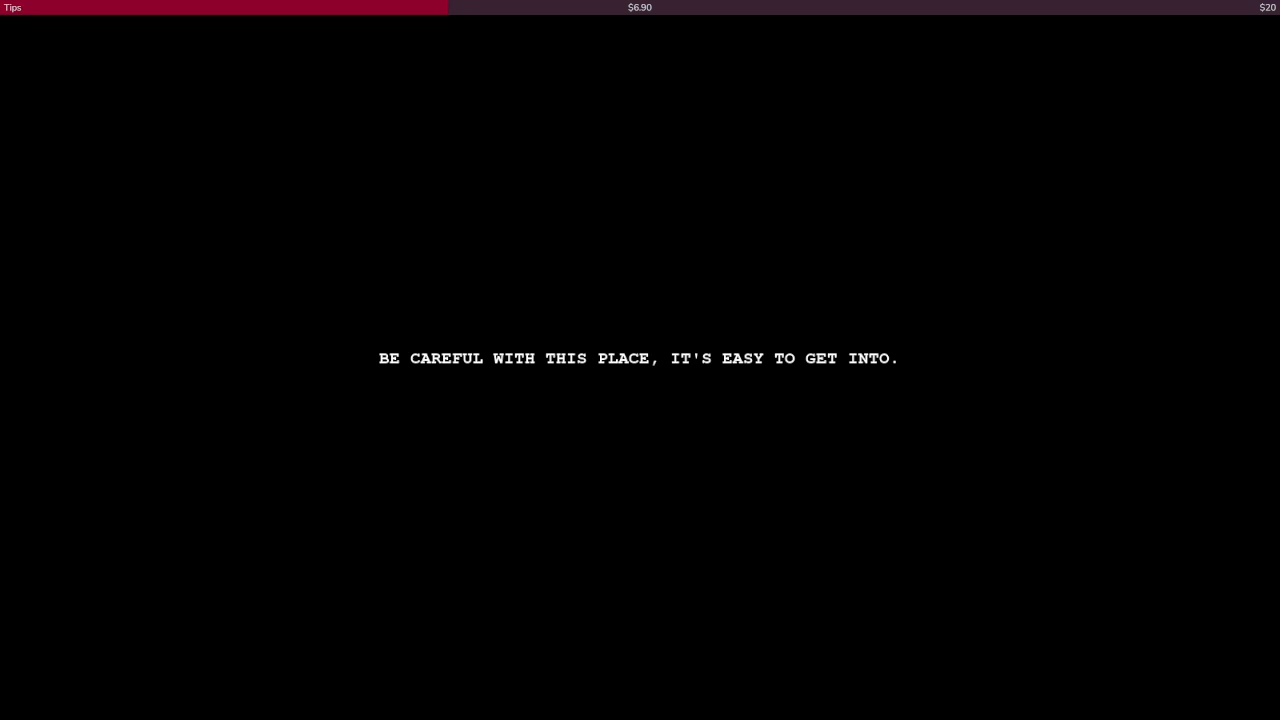 Tips $6.90 $20
BE CAREFUL WITH THIS PLACE, IT'S EASY TO GET INTO.